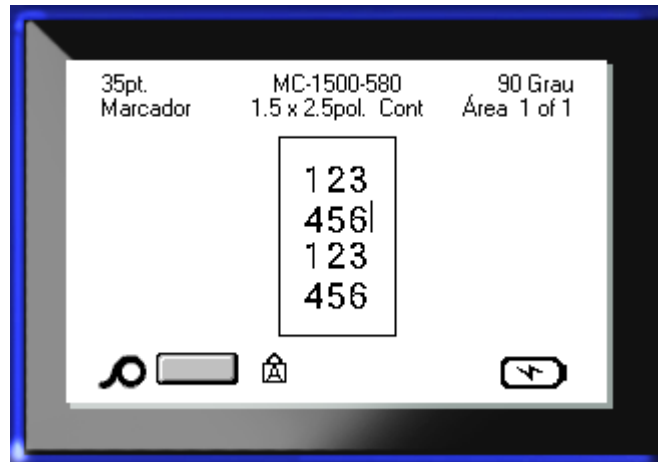 35pt. MC-1500-580 90 Grau
Marcador 1.5 x 2.5pol. Cont Área 1 of 1
123
456
123
456
A